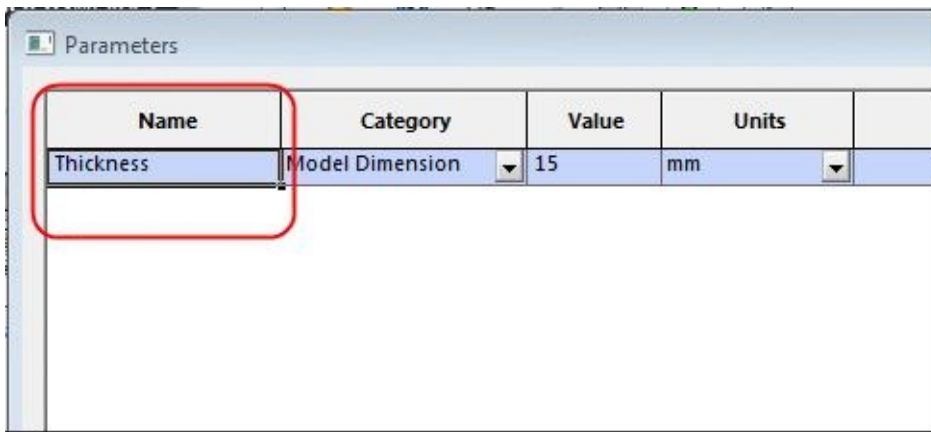 Parameters
Name Category Value Units
Thickness Model Dimension 15 mm